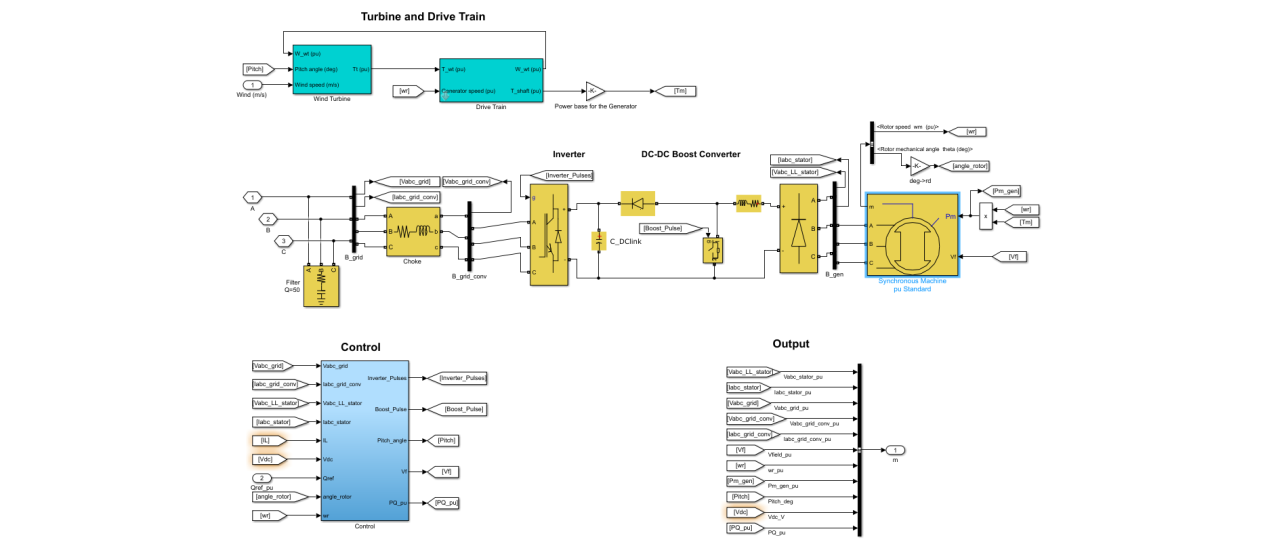 Turbine and Drive Train
W_wt (pu)
[Pitch]
Pitch angle (deg)
Tt (pu)
1
Wind speed (m/s)
Wind (m/s)
Wind Turbine
T_wt (pu)
W_wt (pu)
[wr]
Generator speed (pu)
T_shaft (pu)
Drive Train
-K-
Power base for the Generator
[Tm]
<Rotor speed wm (pu)>
[wr]
<Rotor mechanical angle theta (deg)>
-K-
deg->rd
[angle_rotor]
Inverter
DC-DC Boost Converter
[Iabc_stator]
[Vabc_LL_stator]
[Vabc_grid]
[Vabc_grid_conv]
[Inverter_Pulses]
[Iabc_grid_conv]
[Pm_gen]
1
A
2
B
3
C
A
B
C
Filter
Q=50
B_grid
A
B
C
a
b
c
Choke
B_grid_conv
g
A
B
C
+
-
C_DClink
[Boost_Pulse]
+
-
A
B
C
B_gen
m
A
B
C
Pm
Vf
x
[wr]
[Tm]
[Vf]
Synchronous Machine
pu Standard
Control
[Vabc_grid]
[Iabc_grid_conv]
[Vabc_LL_stator]
[Iabc_stator]
[IL]
[Vdc]
2
Qref_pu
[angle_rotor]
[wr]
Vabc_grid
Iabc_grid_conv
Vabc_LL_stator
Iabc_stator
IL
Vdc
Qref
angle_rotor
wr
Inverter_Pulses
Boost_Pulse
Pitch_angle
Vf
PQ_pu
Control
[Inverter_Pulses]
[Boost_Pulse]
[Pitch]
[Vf]
[PQ_pu]
Output
[Vabc_LL_stator]
Vabc_stator_pu
[Iabc_stator]
Iabc_stator_pu
[Vabc_grid]
Vabc_grid_pu
[Vabc_grid_conv]
Vabc_grid_conv_pu
[Iabc_grid_conv]
Iabc_grid_conv_pu
[Vf]
Vfield_pu
[wr]
wr_pu
[Pm_gen]
Pm_gen_pu
[Pitch]
Pitch_deg
[Vdc]
Vdc_V
[PQ_pu]
PQ_pu
1
m